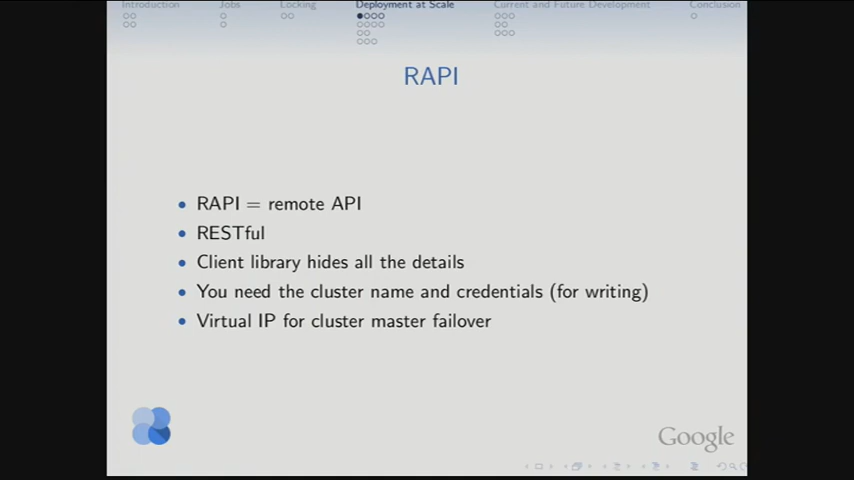 Introduction Jobs Locking Deployment at Scale Current and Future Development Conclusion
RAPI
RAPI = remote API
RESTful
Client library hides all the details
You need the cluster name and credentials (for writing)
Virtual IP for cluster master failover
Google